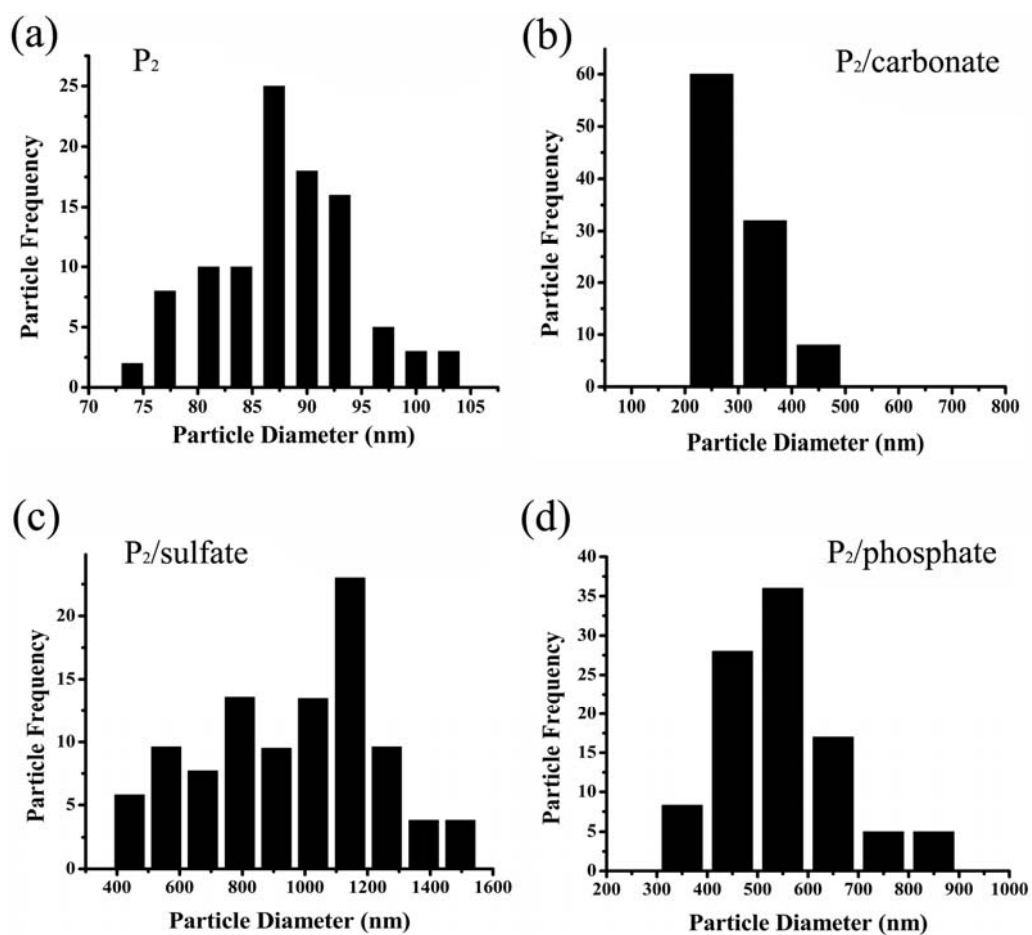 (a)
P₂
25
20
15
10
5
0
Particle Frequency
70 75 80 85 90 95 100 105
Particle Diameter (nm)
(b)
P₂/carbonate
60
50
40
30
20
10
0
Particle Frequency
100 200 300 400 500 600 700 800
Particle Diameter (nm)
(c)
P₂/sulfate
20
15
10
5
0
Particle Frequency
400 600 800 1000 1200 1400 1600
Particle Diameter (nm)
(d)
P₂/phosphate
40
35
30
25
20
15
10
5
0
Particle Frequency
200 300 400 500 600 700 800 900 1000
Particle Diameter (nm)